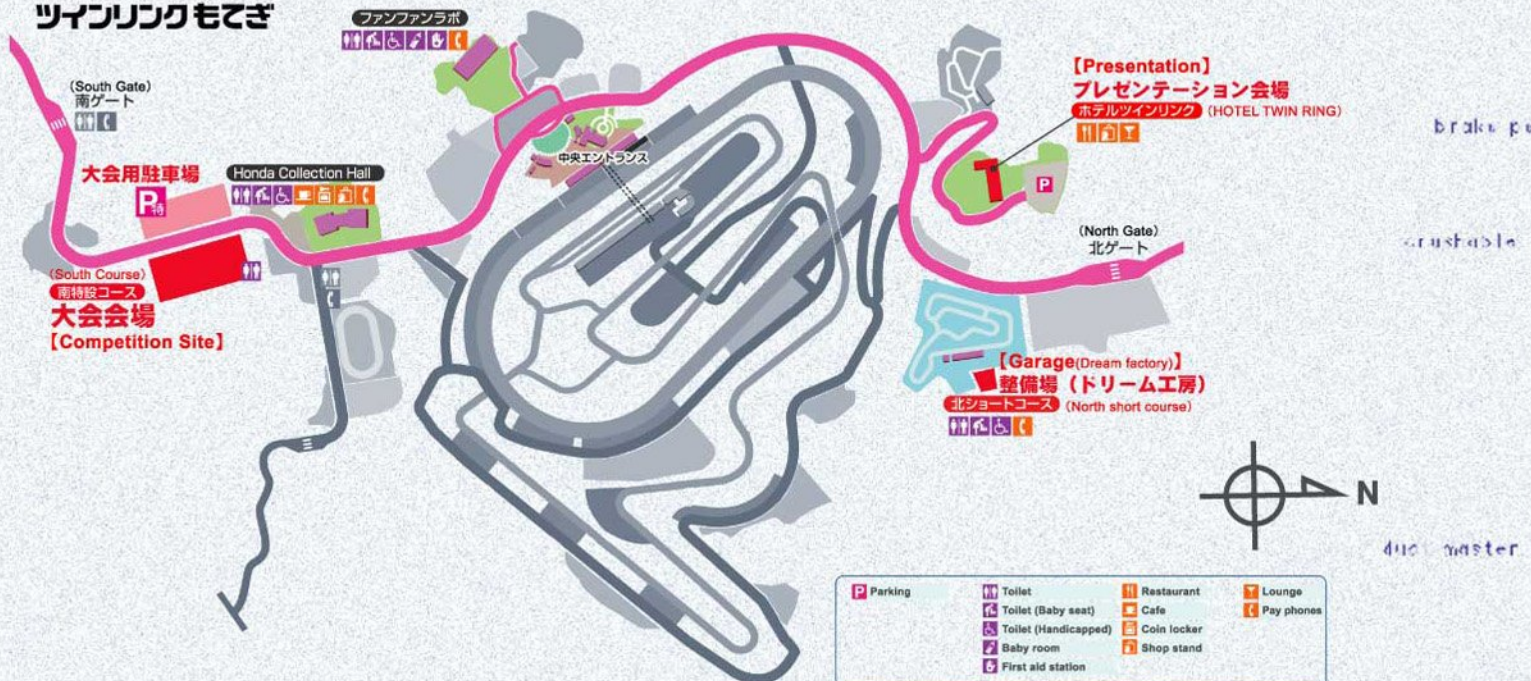 ツインリンクもてぎ
ファンファンラボ
(South Gate)
南ゲート
大会用駐車場
P特
Honda Collection Hall
(South Course)
南特設コース
大会会場
【Competition Site】
中央エントランス
【Presentation】
プレゼンテーション会場
ホテルツインリンク (HOTEL TWIN RING)
P
(North Gate)
北ゲート
【Garage(Dream factory)】
整備場（ドリーム工房）
北ショートコース (North short course)
N
brake
crushable
master
P Parking
Toilet
Toilet (Baby seat)
Toilet (Handicapped)
Baby room
First aid station
Restaurant
Cafe
Coin locker
Shop stand
Lounge
Pay phones